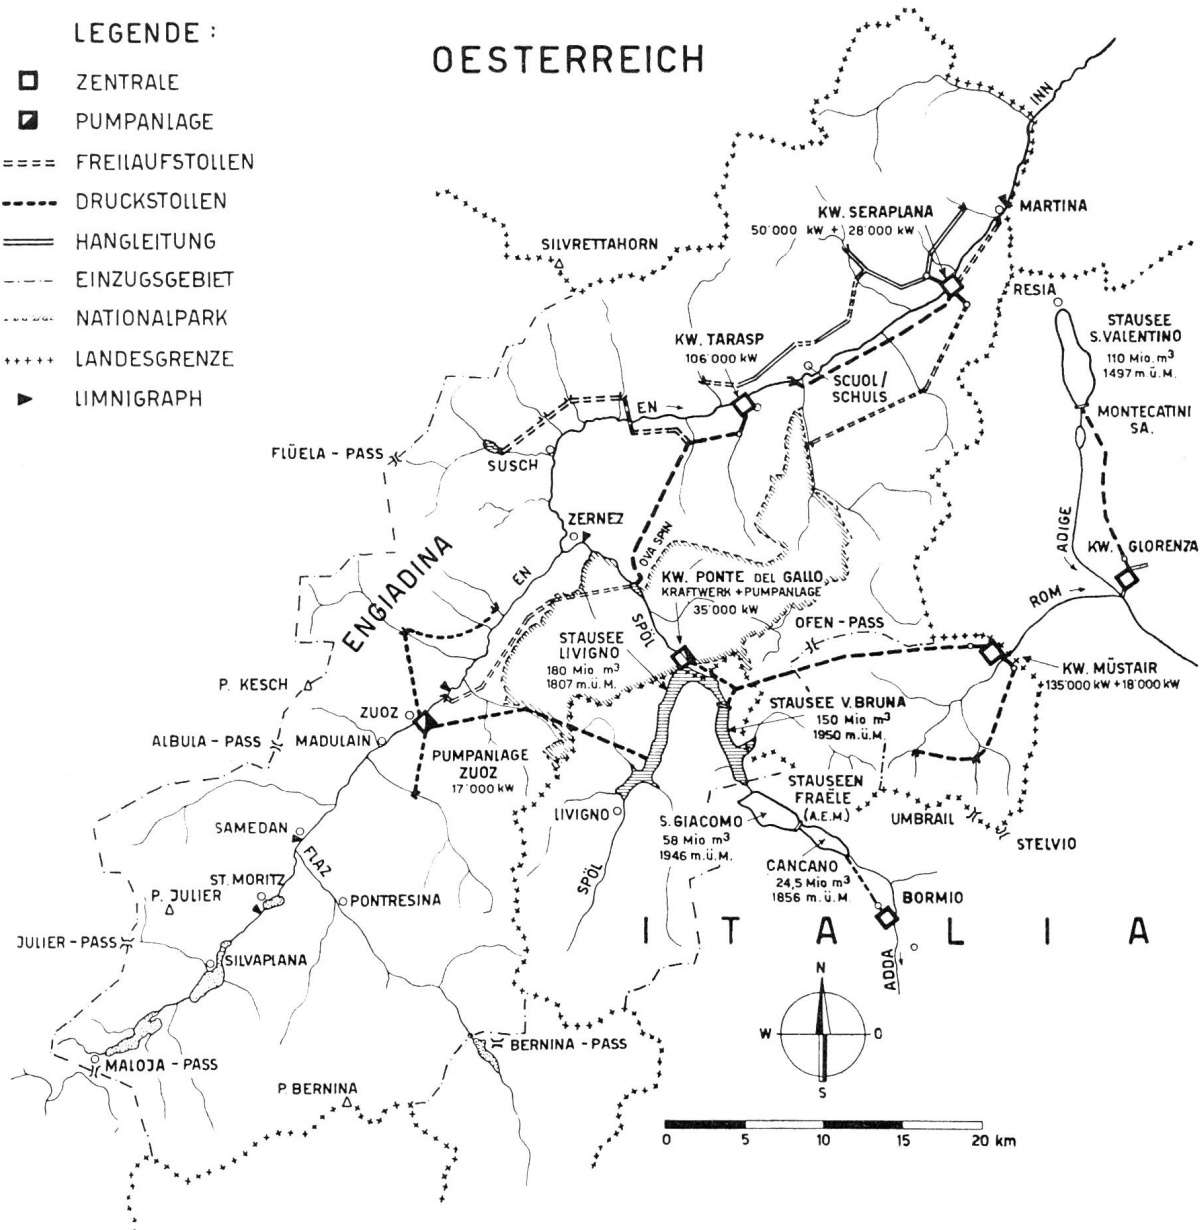 LEGENDE :
ZENTRALE
PUMPANLAGE
FREILAUFSTOLLEN
DRUCKSTOLLEN
HANGLEITUNG
EINZUGSGEBIET
NATIONALPARK
LANDESGRENZE
LIMNIGRAPH
OESTERREICH
INN
MARTINA
KW. SERAPLANA
50'000 kW + 28'000 kW
SILVRETTAHORN
RESIA
STAUSEE
S. VALENTINO
110 Mio. m³
1497 m.ü.M.
KW. TARASP
106'000 kW
SCUOL/
SCHULS
MONTECATINI
SA.
EN
FLÜELA - PASS
SUSCH
ZERNEZ
OVA SPIN
ADIGE
KW. GLORENZA
ENGIADINA
EN
KW. PONTE DEL GALLO
KRAFTWERK + PUMPANLAGE
35'000 kW
ROM
SPÖL
OFEN - PASS
STAUSEE
LIVIGNO
180 Mio m³
1807 m.ü.M.
KW. MÜSTAIR
135'000 kW + 18'000 kW
P. KESCH
ZUOZ
STAUSEE V. BRUNA
150 Mio m³
1950 m.ü.M.
ALBULA - PASS
MADULAIN
PUMPANLAGE
ZUOZ
17'000 kW
STAUSEEN
FRAËLE
(A.E.M.)
LIVIGNO
S. GIACOMO
58 Mio m³
1946 m.ü.M.
UMBRAIL
STELVIO
SAMEDAN
FLAZ
CANCANO
24,5 Mio m³
1856 m.ü.M.
SPÖL
ST. MORITZ
P. JULIER
PONTRESINA
BORMIO
ITALIA
JULIER - PASS
SILVAPLANA
ADDA
N
W O
S
BERNINA - PASS
MALOJA - PASS
P. BERNINA
0 5 10 15 20 km